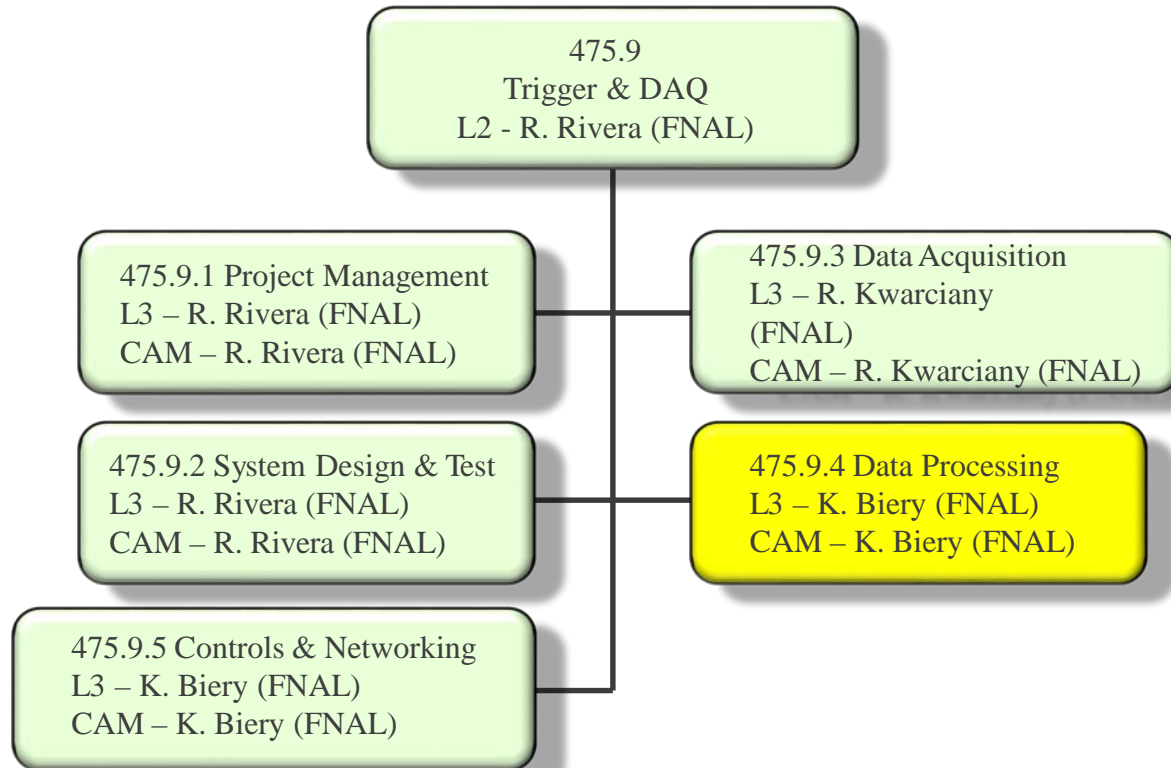 475.9
Trigger & DAQ
L2 - R. Rivera (FNAL)
475.9.1 Project Management
L3 – R. Rivera (FNAL)
CAM – R. Rivera (FNAL)
475.9.3 Data Acquisition
L3 – R. Kwarciany
(FNAL)
CAM – R. Kwarciany (FNAL)
475.9.2 System Design & Test
L3 – R. Rivera (FNAL)
CAM – R. Rivera (FNAL)
475.9.4 Data Processing
L3 – K. Biery (FNAL)
CAM – K. Biery (FNAL)
475.9.5 Controls & Networking
L3 – K. Biery (FNAL)
CAM – K. Biery (FNAL)